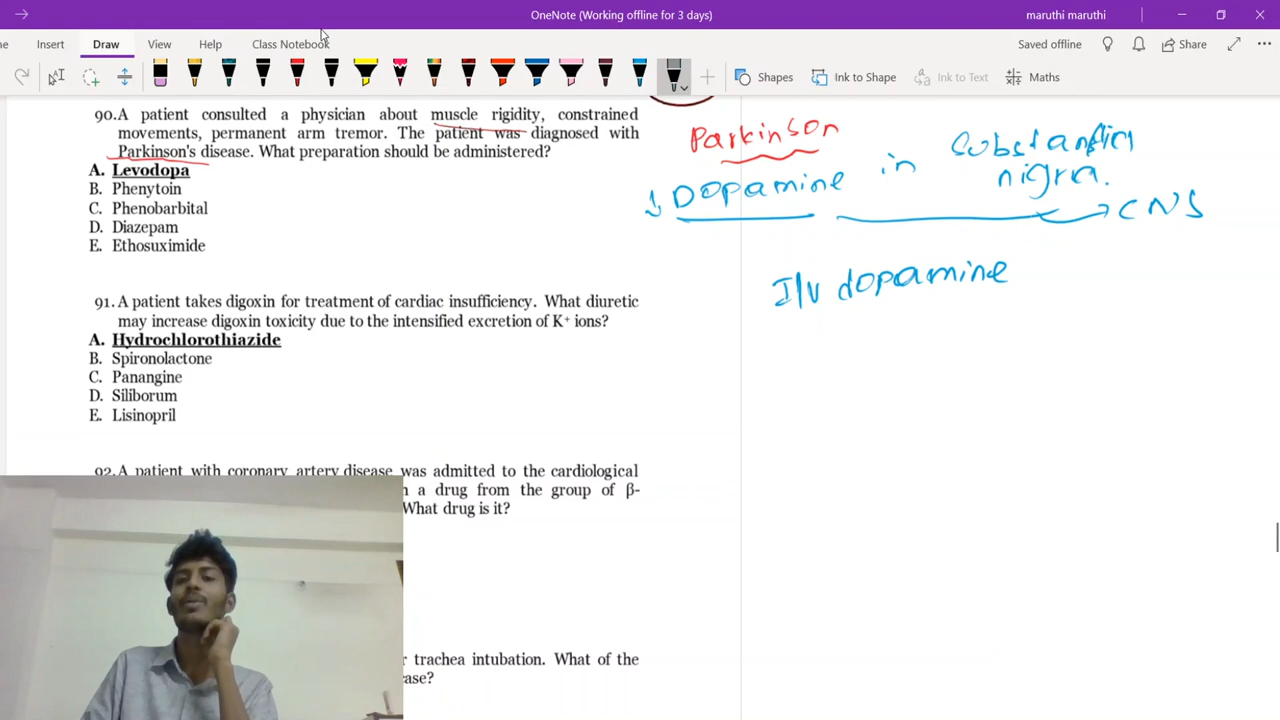 OneNote (Working offline for 3 days)
maruthi maruthi
Insert
Draw
View
Help
Class Notebook
Saved offline
Share
Shapes
Ink to Shape
Ink to Text
Maths
90.A patient consulted a physician about muscle rigidity, constrained
movements, permanent arm tremor. The patient was diagnosed with
Parkinson's disease. What preparation should be administered?
A. Levodopa
B. Phenytoin
C. Phenobarbital
D. Diazepam
E. Ethosuximide
91. A patient takes digoxin for treatment of cardiac insufficiency. What diuretic
may increase digoxin toxicity due to the intensified excretion of K+ ions?
A. Hydrochlorothiazide
B. Spironolactone
C. Panangine
D. Siliborum
E. Lisinopril
92.A patient with coronary artery disease was admitted to the cardiological
a drug from the group of β-
What drug is it?
trachea intubation. What of the
Parkinson
↓ Dopamine in substantia
nigra.
→ CNS
I/v dopamine